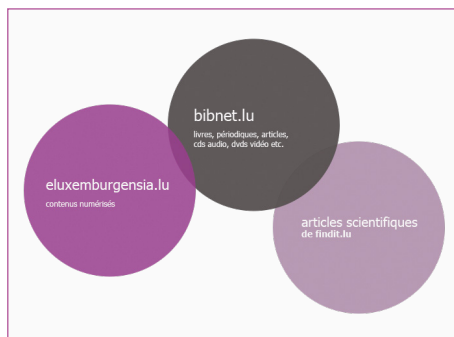 bibnet.lu
livres, périodiques, articles,
cds audio, dvds vidéo etc.
eluxemburgensia.lu
contenus numérisés
articles scientifiques
de findit.lu